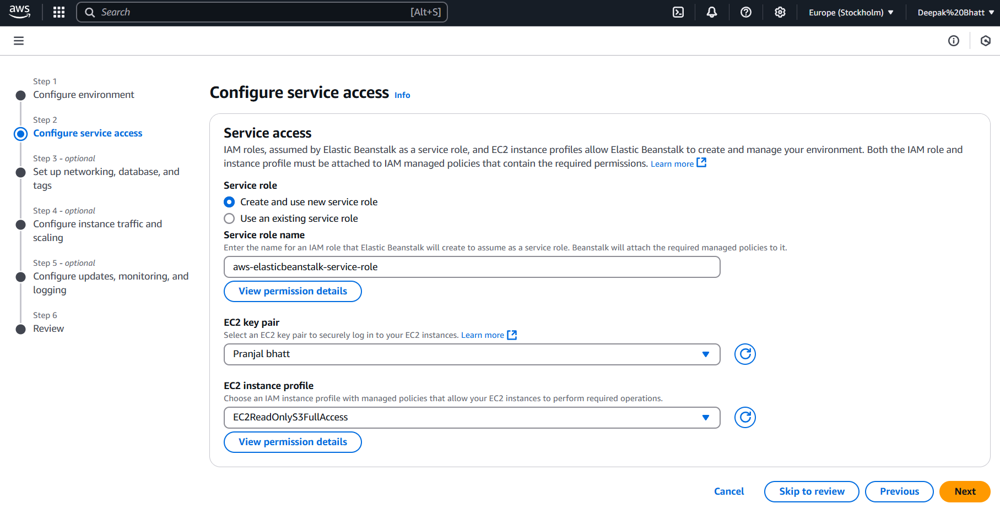 aws
Search [Alt+S]
Europe (Stockholm)
Deepak%20Bhatt
Step 1
Configure environment
Step 2
Configure service access
Step 3 - optional
Set up networking, database, and
tags
Step 4 - optional
Configure instance traffic and
scaling
Step 5 - optional
Configure updates, monitoring, and
logging
Step 6
Review
Configure service access Info
Service access
IAM roles, assumed by Elastic Beanstalk as a service role, and EC2 instance profiles allow Elastic Beanstalk to create and manage your environment. Both the IAM role and
instance profile must be attached to IAM managed policies that contain the required permissions. Learn more
Service role
Create and use new service role
Use an existing service role
Service role name
Enter the name for an IAM role that Elastic Beanstalk will create to assume as a service role. Beanstalk will attach the required managed policies to it.
aws-elasticbeanstalk-service-role
View permission details
EC2 key pair
Select an EC2 key pair to securely log in to your EC2 instances. Learn more
Pranjal bhatt
EC2 instance profile
Choose an IAM instance profile with managed policies that allow your EC2 instances to perform required operations.
EC2ReadOnlyS3FullAccess
View permission details
Cancel
Skip to review
Previous
Next